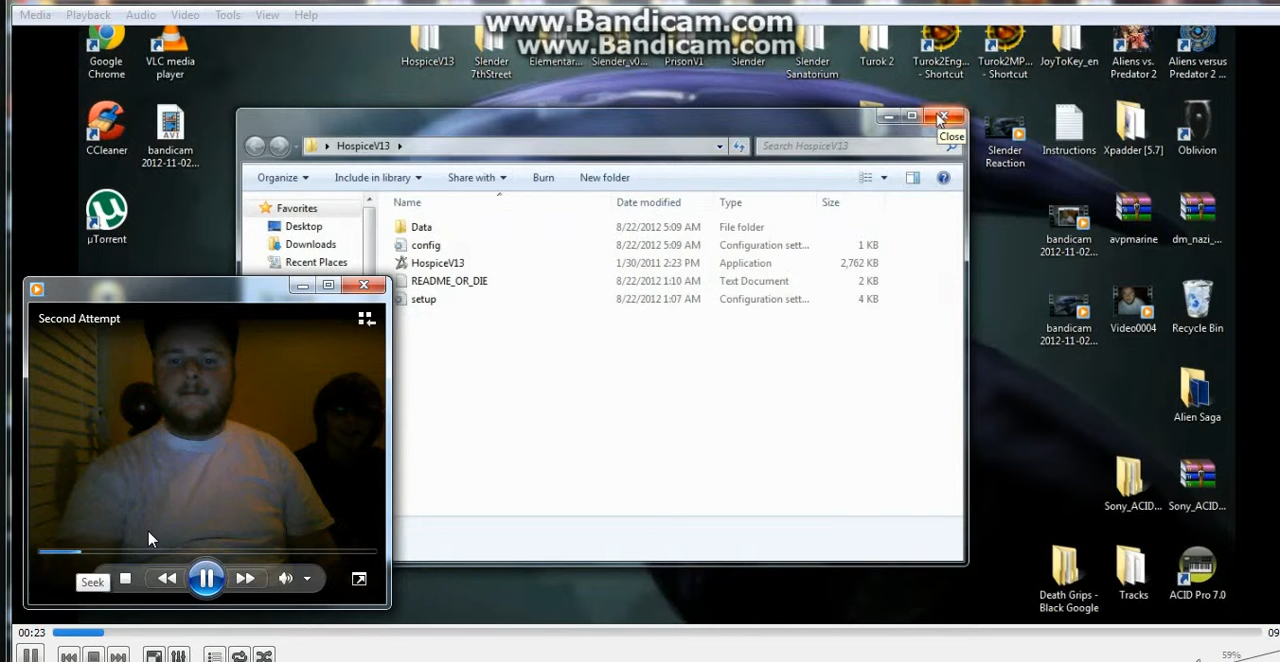 Media Playback Audio Video Tools View Help
www.Bandicam.com
www.Bandicam.com
Google Chrome
VLC media player
HospiceV13
Slender 7thStreet
Elementar...
Slender_v0...
PrisonV1
Slender
Slender Sanatorium
Turok 2
Turok2Eng... - Shortcut
Turok2MP... - Shortcut
JoyToKey_en
Aliens vs. Predator 2
Aliens versus Predator 2 ...
CCleaner
bandicam 2012-11-02...
µTorrent
Close
HospiceV13
Search HospiceV13
Organize Include in library Share with Burn New folder
Name Date modified Type Size
Favorites
Desktop
Downloads
Recent Places
Data 8/22/2012 5:09 AM File folder
config 8/22/2012 5:09 AM Configuration sett... 1 KB
HospiceV13 1/30/2011 2:23 PM Application 2,762 KB
README_OR_DIE 8/22/2012 1:10 AM Text Document 2 KB
setup 8/22/2012 1:07 AM Configuration sett... 4 KB
Slender Reaction
Instructions
Xpadder [5.7]
Oblivion
bandicam 2012-11-02...
avpmarine
dm_nazi_...
bandicam 2012-11-02...
Video0004
Recycle Bin
Alien Saga
Sony_ACID...
Sony_ACID...
Death Grips - Black Google
Tracks
ACID Pro 7.0
Second Attempt
Seek
00:23
09
59%